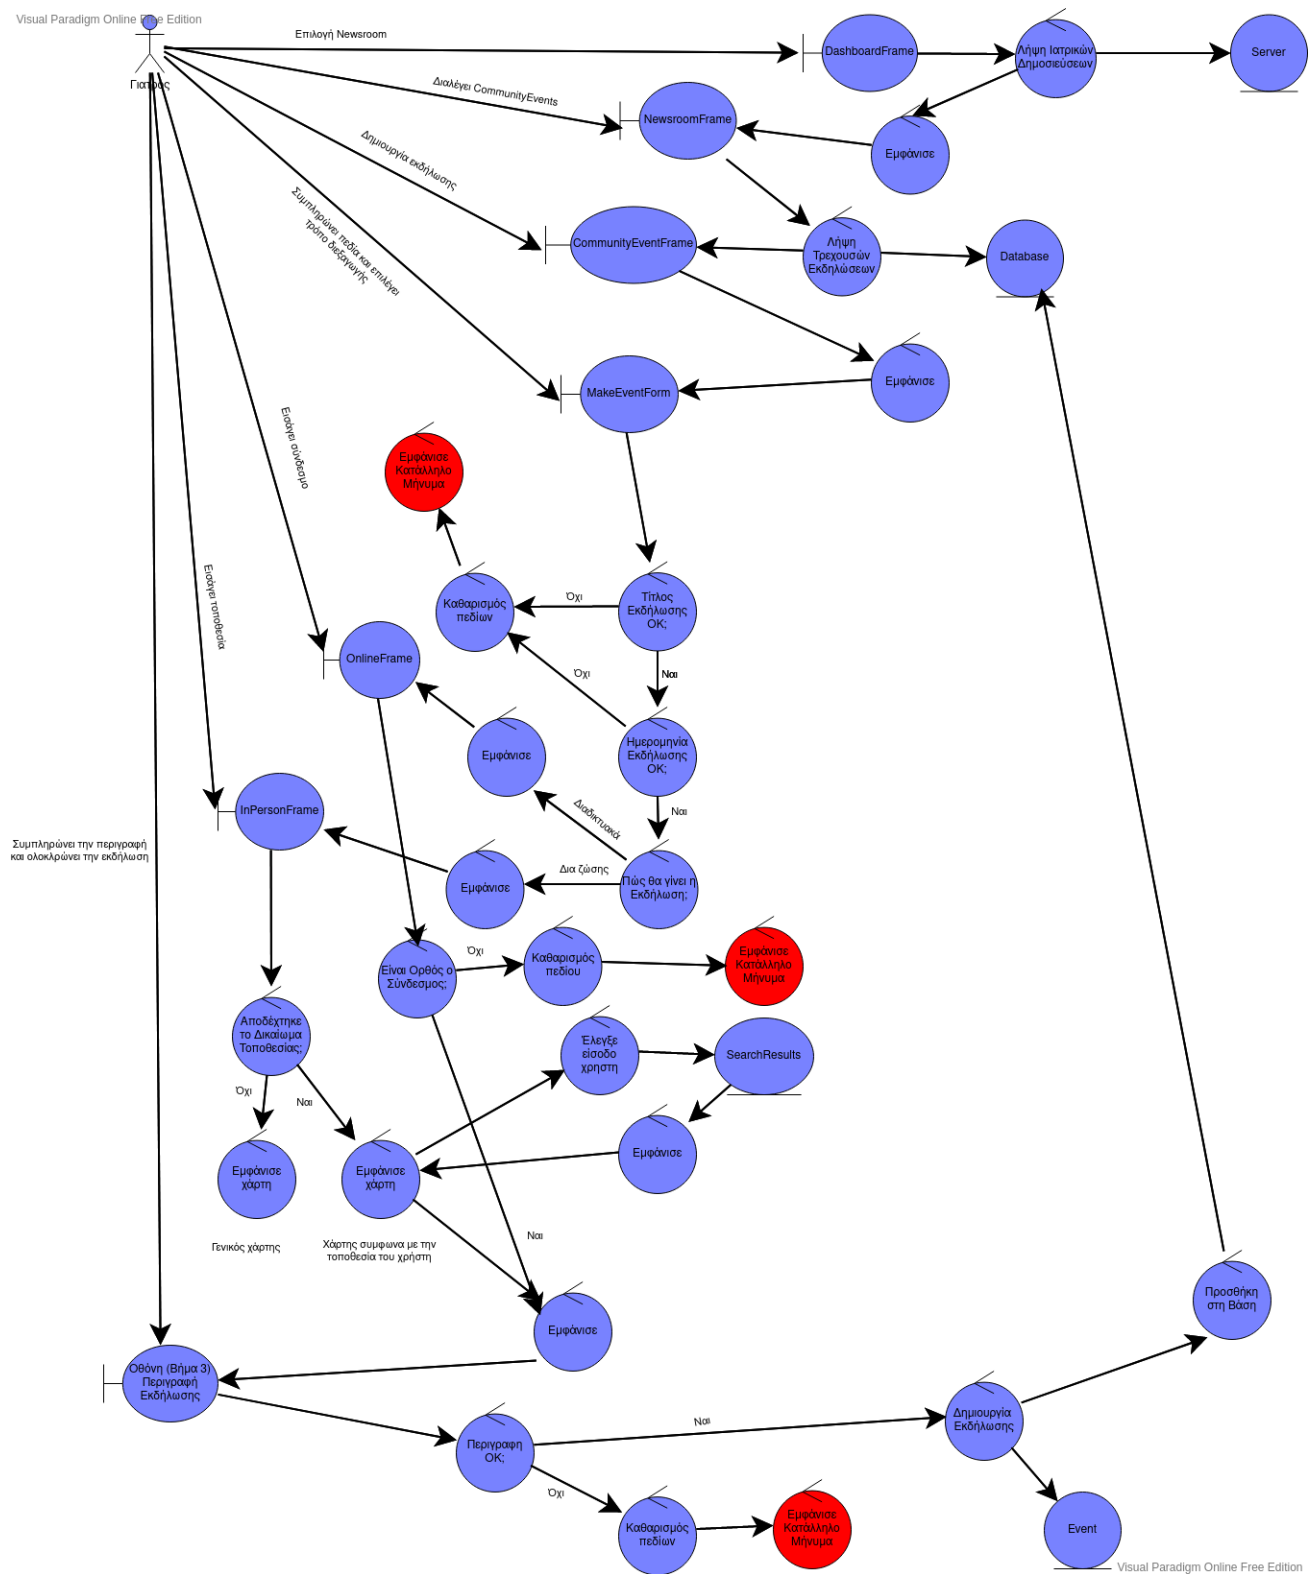 Visual Paradigm Online Free Edition
Γιατρός
Επιλογή Newsroom
DashboardFrame
Λήψη Ιατρικών
Δημοσιεύσεων
Server
Διαλέγει CommunityEvents
NewsroomFrame
Εμφάνισε
Δημιουργία εκδήλωσης
CommunityEventFrame
Λήψη
Τρεχουσών
Εκδηλώσεων
Database
Συμπληρώνει πεδία και επιλέγει
τρόπο διεξαγωγής
MakeEventForm
Εμφάνισε
Εισάγει σύνδεσμο
Εμφάνισε
Κατάλληλο
Μήνυμα
Καθαρισμός
πεδίων
Όχι
Τίτλος
Εκδήλωσης
ΟΚ;
Εισάγει τοποθεσία
OnlineFrame
Όχι
Ναι
Εμφάνισε
Ημερομηνία
Εκδήλωσης
ΟΚ;
InPersonFrame
Διαδικτυακά
Ναι
Συμπληρώνει την περιγραφή
και ολοκλρώνει την εκδήλωση
Εμφάνισε
Δια ζώσης
Πώς θα γίνει η
Εκδήλωση;
Είναι Ορθός ο
Σύνδεσμος;
Όχι
Καθαρισμός
πεδίου
Εμφάνισε
Κατάλληλο
Μήνυμα
Αποδέχτηκε
το Δικαίωμα
Τοποθεσίας;
Έλεγξε
είσοδο
χρηστη
SearchResults
Όχι
Ναι
Εμφάνισε
χάρτη
Εμφάνισε
χάρτη
Εμφάνισε
Γενικός χάρτης
Χάρτης συμφωνα με την
τοποθεσία του χρήστη
Ναι
Εμφάνισε
Προσθήκη
στη Βάση
Οθόνη (Βήμα 3)
Περιγραφή
Εκδήλωσης
Περιγραφη
ΟΚ;
Ναι
Δημιουργία
Εκδήλωσης
Όχι
Καθαρισμός
πεδίων
Εμφάνισε
Κατάλληλο
Μήνυμα
Event
Visual Paradigm Online Free Edition